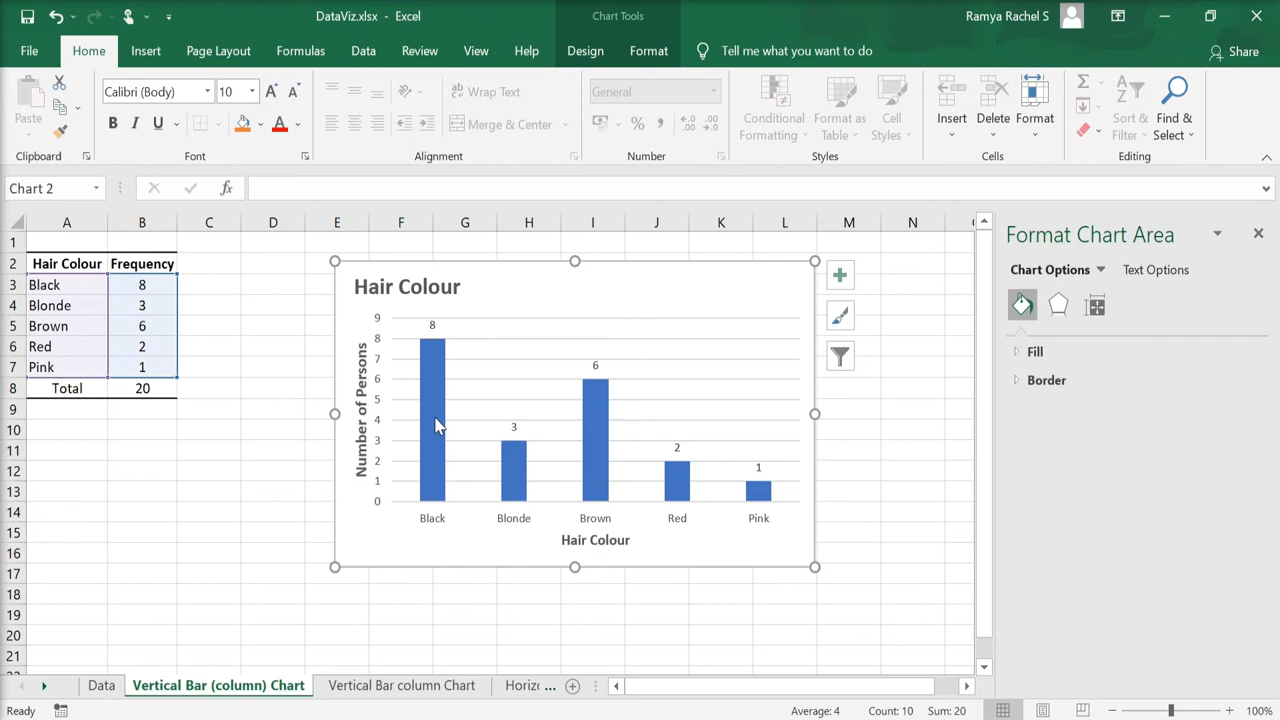 DataViz.xlsx - Excel
Chart Tools
Ramya Rachel S
File Home Insert Page Layout Formulas Data Review View Help Design Format Tell me what you want to do Share
Paste
Clipboard
Calibri (Body) 10
B I U
Font
Wrap Text
Merge & Center
Alignment
General
% ,
Number
Conditional Formatting
Format as Table
Cell Styles
Styles
Insert Delete Format
Cells
Sort & Filter
Find & Select
Editing
Chart 2
fx
A B C D E F G H I J K L M N
1
2 Hair Colour Frequency
3 Black 8
4 Blonde 3
5 Brown 6
6 Red 2
7 Pink 1
8 Total 20
9
10
11
12
13
14
15
16
17
18
19
20
21
Hair Colour
Number of Persons
9
8
7
6
5
4
3
2
1
0
8 3 6 2 1
Black Blonde Brown Red Pink
Hair Colour
Format Chart Area
Chart Options Text Options
Fill
Border
Data Vertical Bar (column) Chart Vertical Bar column Chart Horizo ...
Ready Average: 4 Count: 10 Sum: 20 100%